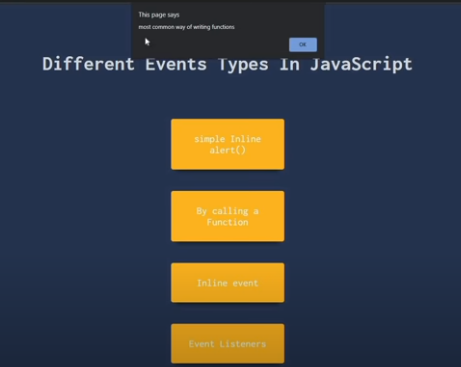 This page says
most common way of writing functions
OK
Different Events Types In JavaScript
simple Inline
alert()
By calling a
Function
Inline event
Event Listeners